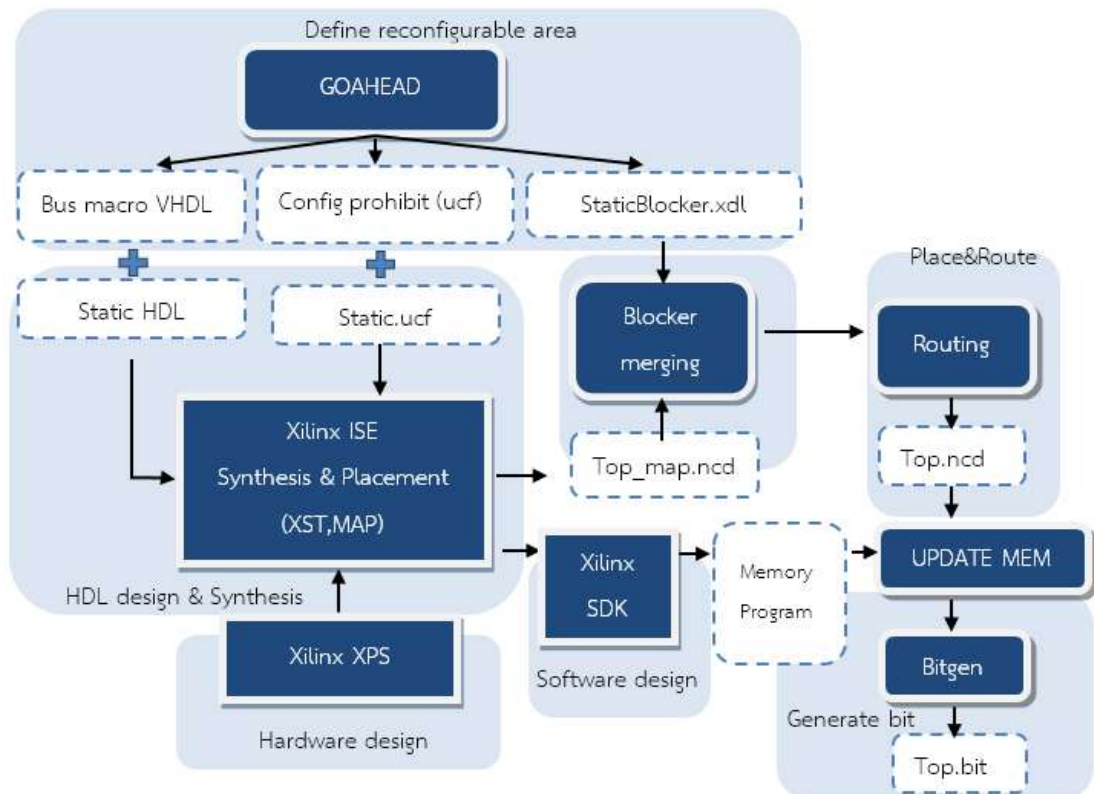 Define reconfigurable area
GOAHEAD
Bus macro VHDL
Config prohibit (ucf)
StaticBlocker.xdl
Static HDL
Static.ucf
Xilinx ISE
Synthesis & Placement
(XST,MAP)
HDL design & Synthesis
Xilinx XPS
Hardware design
Blocker
merging
Top_map.ncd
Xilinx
SDK
Software design
Memory
Program
Place&Route
Routing
Top.ncd
UPDATE MEM
Bitgen
Generate bit
Top.bit